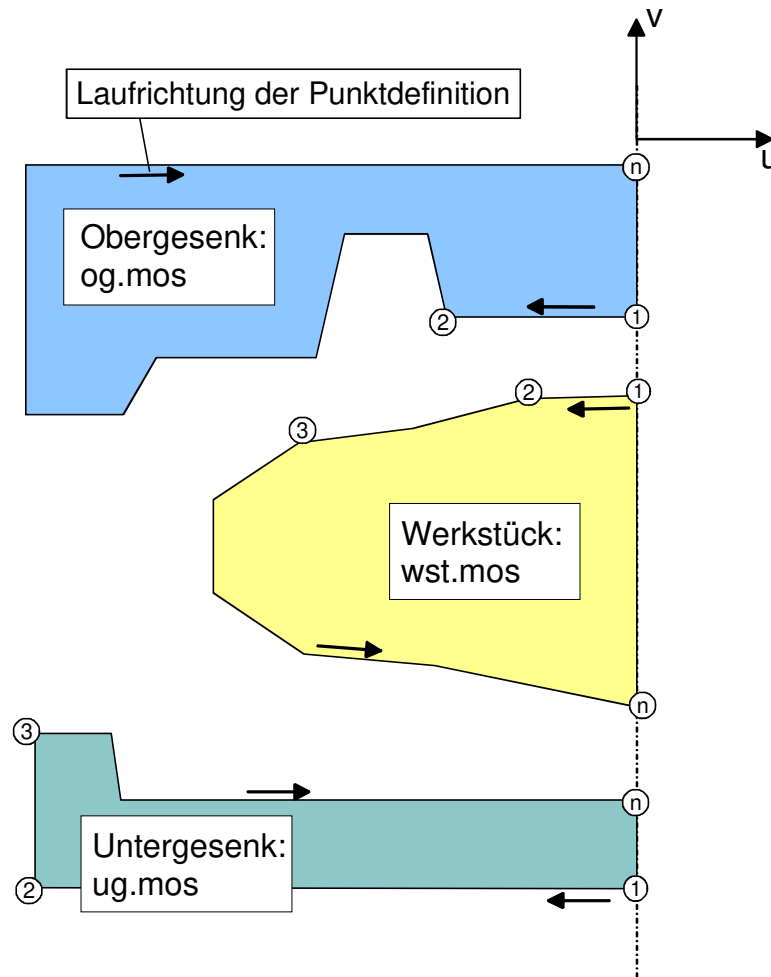 v
Laufrichtung der Punktdefinition
u
n
Obergesenk:
og.mos
2
1
2
1
3
Werkstück:
wst.mos
n
3
n
Untergesenk:
ug.mos
2
1